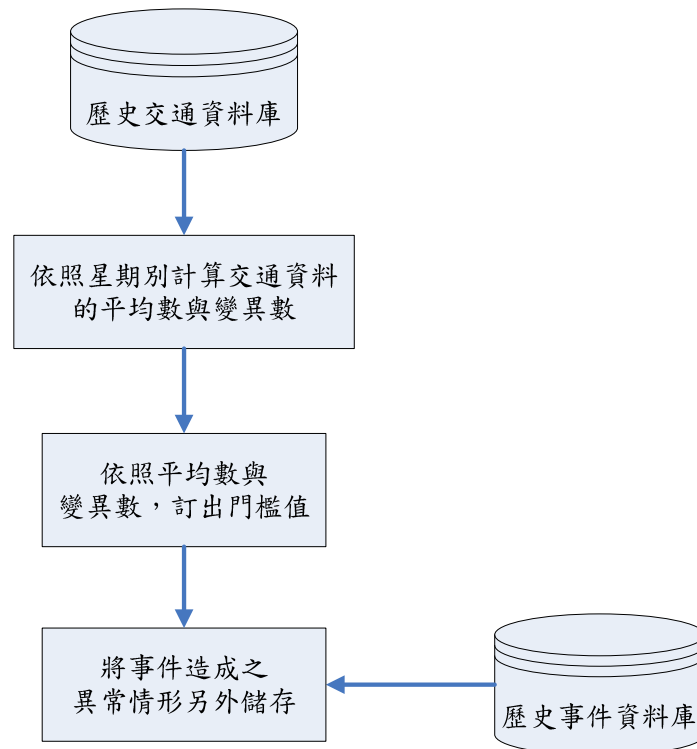 歷史交通資料庫
依照星期別計算交通資料
的平均數與變異數
依照平均數與
變異數，訂出門檻值
將事件造成之
異常情形另外儲存
歷史事件資料庫